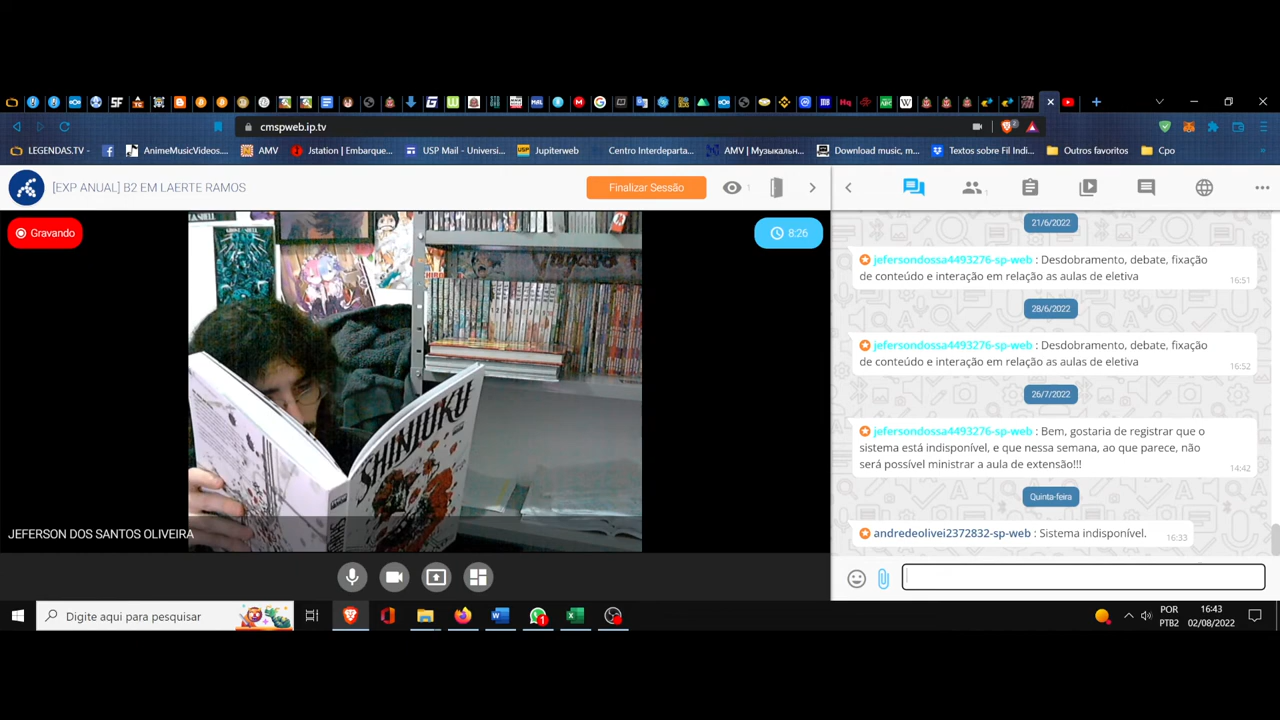 cmspweb.ip.tv
2
LEGENDAS.TV -
AnimeMusicVideos....
AMV
Jstation | Embarque...
USP Mail - Universi...
Jupiterweb
Centro Interdeparta...
AMV | Музыкальн...
Download music, m...
Textos sobre Fil Indi...
Outros favoritos
Cpo
[EXP ANUAL] B2 EM LAERTE RAMOS
Finalizar Sessão
1
1
Gravando
8:26
SHINJUKU
JEFERSON DOS SANTOS OLIVEIRA
21/6/2022
jefersondossa4493276-sp-web : Desdobramento, debate, fixação
de conteúdo e interação em relação as aulas de eletiva
16:51
28/6/2022
jefersondossa4493276-sp-web : Desdobramento, debate, fixação
de conteúdo e interação em relação as aulas de eletiva
16:52
26/7/2022
jefersondossa4493276-sp-web : Bem, gostaria de registrar que o
sistema está indisponível, e que nessa semana, ao que parece, não
será possível ministrar a aula de extensão!!!
14:42
Quinta-feira
andredeolivei2372832-sp-web : Sistema indisponível.
16:33
Digite aqui para pesquisar
1
POR
PTB2
16:43
02/08/2022